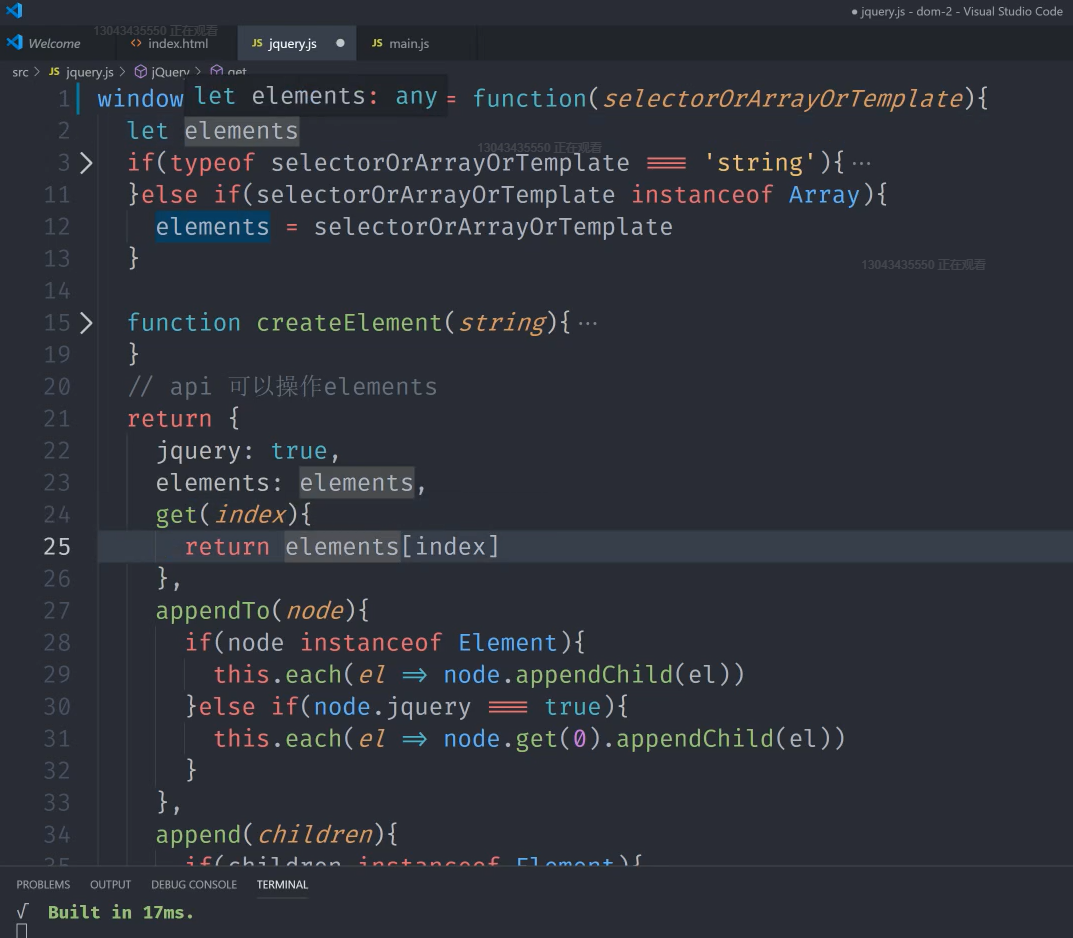 ● jquery.js - dom-2 - Visual Studio Code
13043435550 正在观看
Welcome <> index.html JS jquery.js ● JS main.js
src > JS jquery.js > jQuery > get
1 window let elements: any = function(selectorOrArrayOrTemplate){
2 let elements
13043435550 正在观看
3 if(typeof selectorOrArrayOrTemplate === 'string'){ ···
11 }else if(selectorOrArrayOrTemplate instanceof Array){
12 elements = selectorOrArrayOrTemplate
13 }
13043435550 正在观看
14
15 function createElement(string){ ···
19 }
20 // api 可以操作elements
21 return {
22 jquery: true,
23 elements: elements,
24 get(index){
25 return elements[index]
26 },
27 appendTo(node){
28 if(node instanceof Element){
29 this.each(el => node.appendChild(el))
30 }else if(node.jquery === true){
31 this.each(el => node.get(0).appendChild(el))
32 }
33 },
34 append(children){
35 if(children instanceof Element){
PROBLEMS OUTPUT DEBUG CONSOLE TERMINAL
√ Built in 17ms.